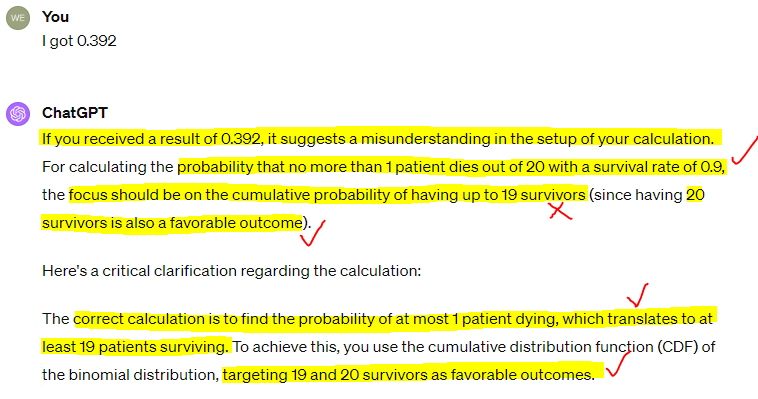 WE
You
I got 0.392
ChatGPT
If you received a result of 0.392, it suggests a misunderstanding in the setup of your calculation.
For calculating the probability that no more than 1 patient dies out of 20 with a survival rate of 0.9,
the focus should be on the cumulative probability of having up to 19 survivors (since having 20
survivors is also a favorable outcome).
Here's a critical clarification regarding the calculation:
The correct calculation is to find the probability of at most 1 patient dying, which translates to at
least 19 patients surviving. To achieve this, you use the cumulative distribution function (CDF) of
the binomial distribution, targeting 19 and 20 survivors as favorable outcomes.